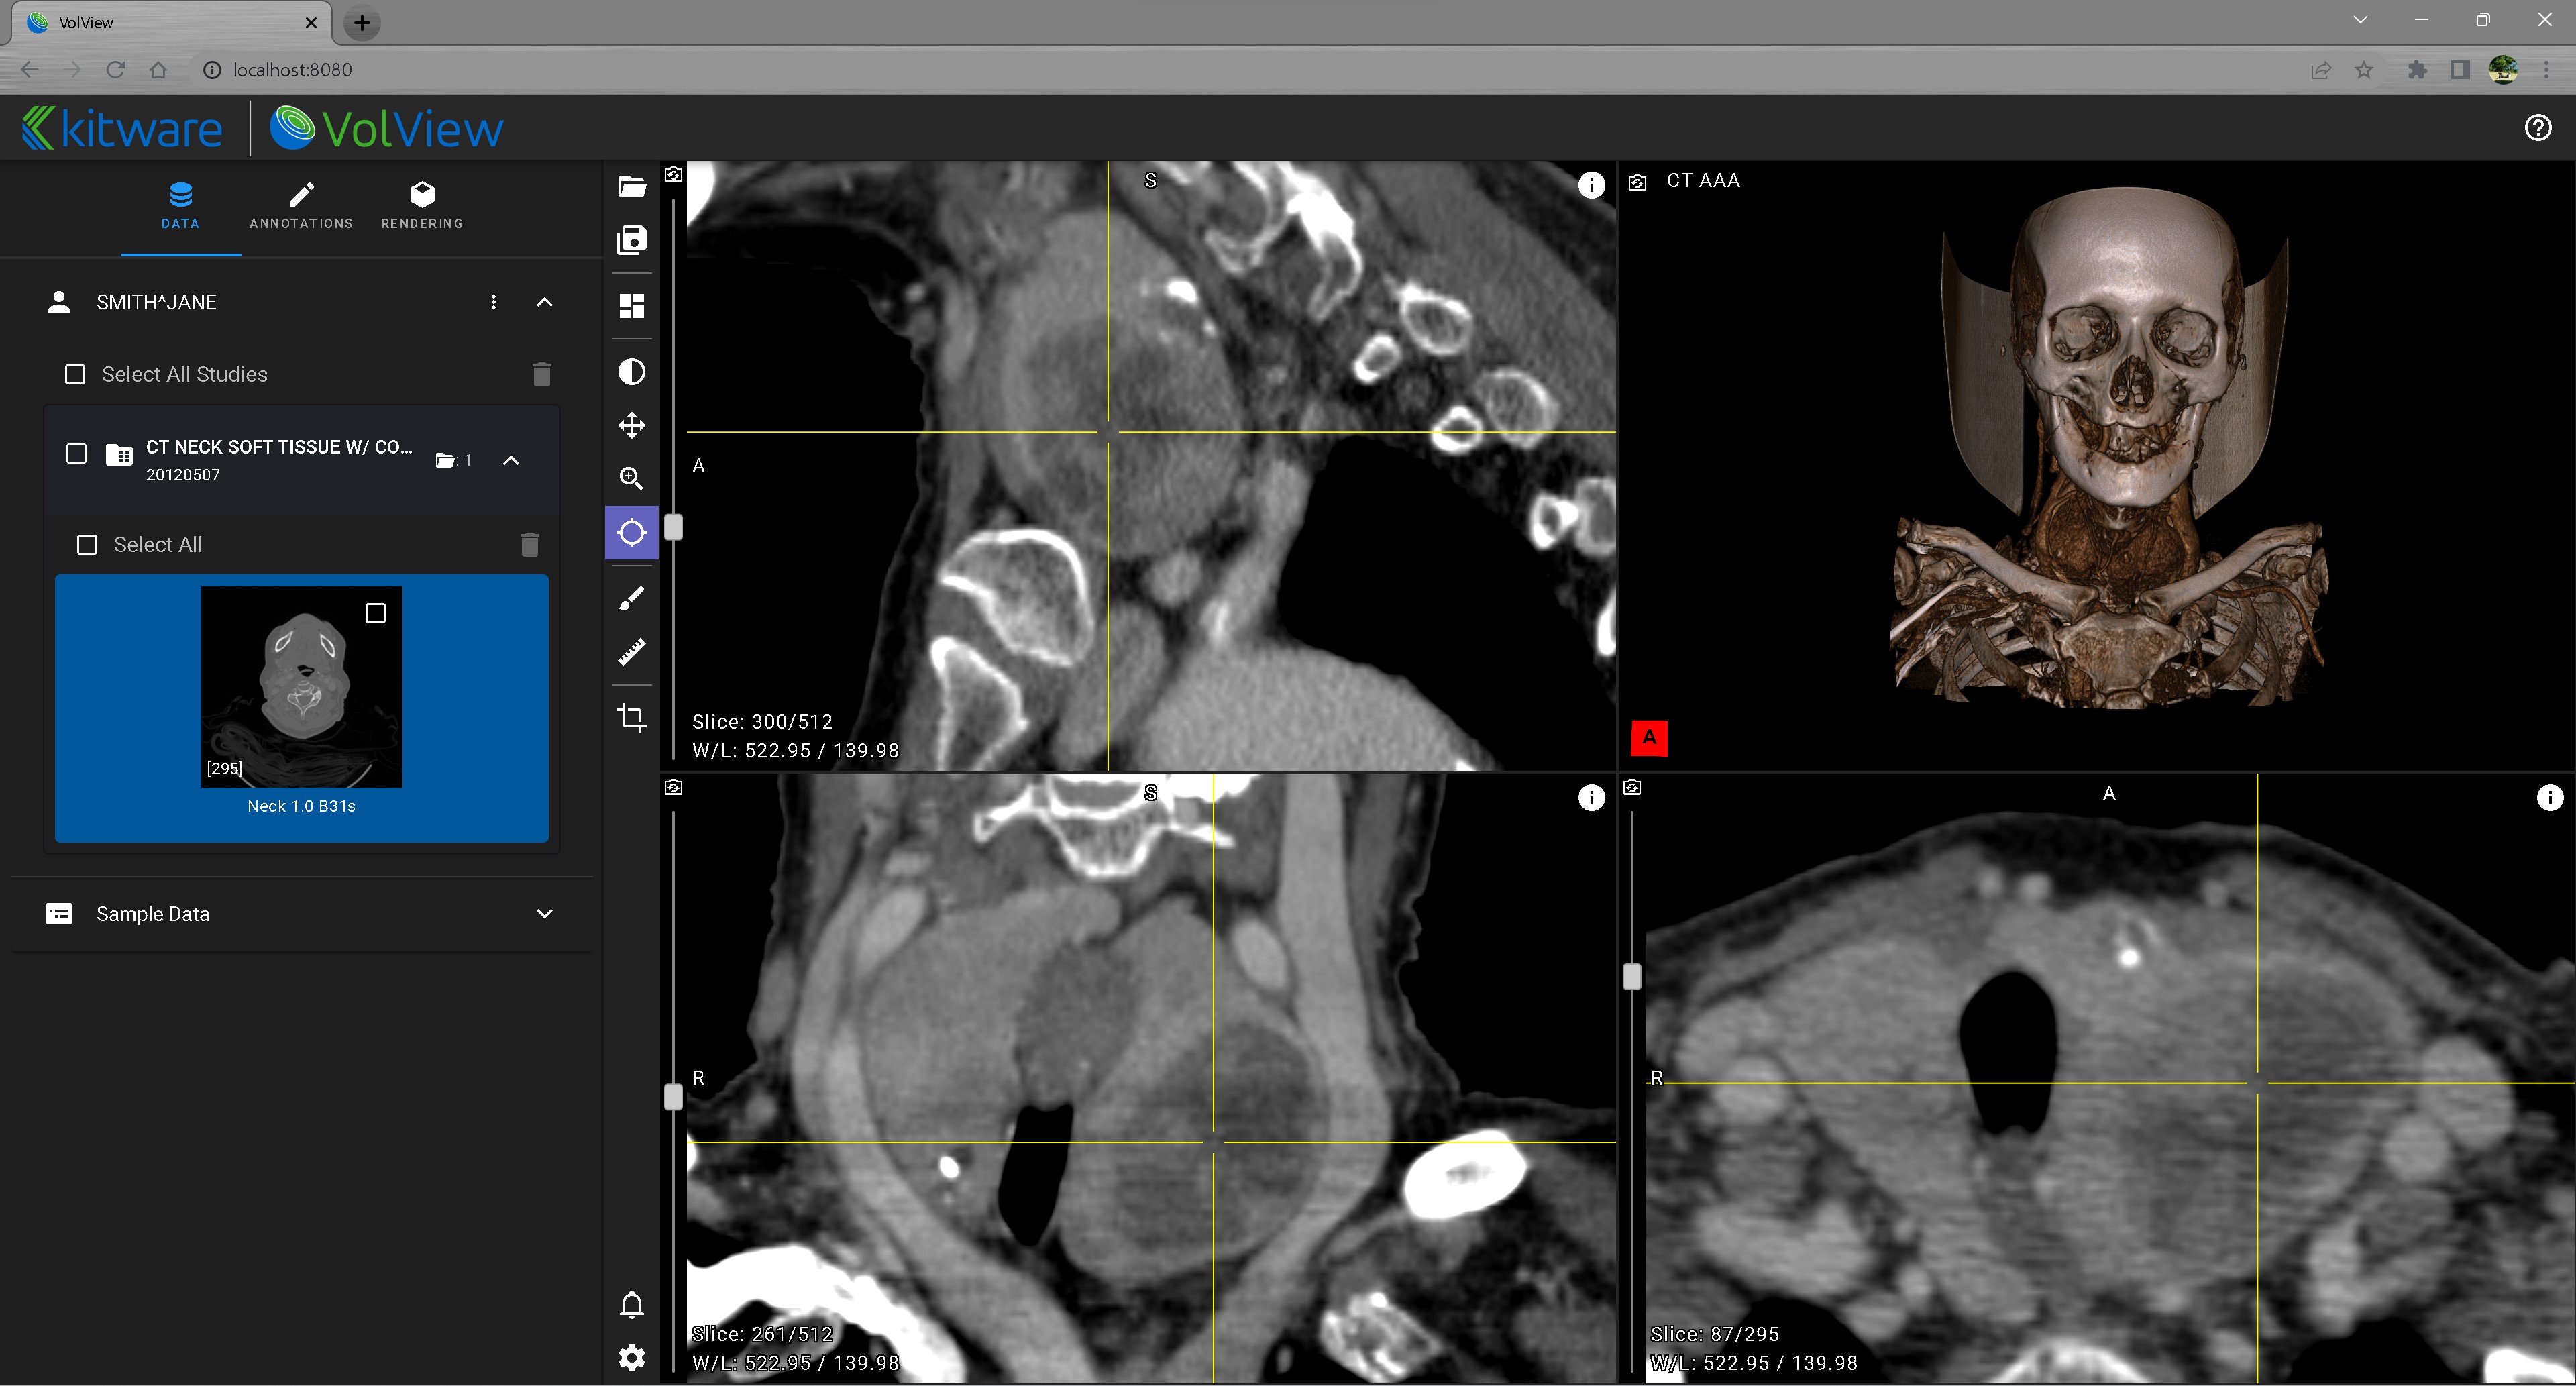 VolView
localhost:8080
kitware
VolView
DATA
ANNOTATIONS
RENDERING
SMITH^JANE
Select All Studies
CT NECK SOFT TISSUE W/ CO...
: 1
20120507
Select All
[295]
Neck 1.0 B31s
Sample Data
S
A
Slice: 300/512
W/L: 522.95 / 139.98
CT AAA
A
S
R
Slice: 261/512
W/L: 522.95 / 139.98
A
R
Slice: 87/295
W/L: 522.95 / 139.98